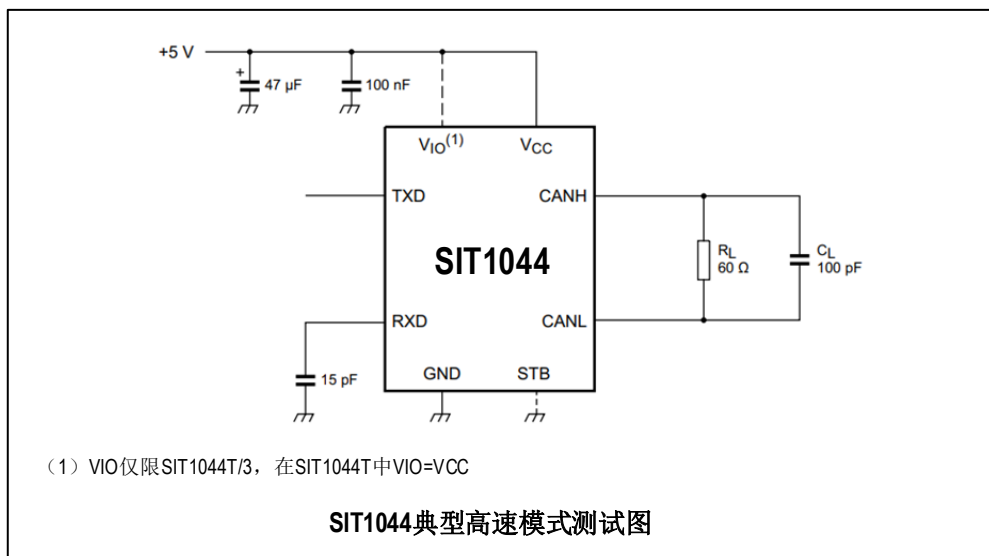 +5 V
+
47 µF
100 nF
VIO(1)
VCC
TXD
CANH
SIT1044
RL
60 Ω
CL
100 pF
RXD
CANL
15 pF
GND
STB
（1）VIO仅限SIT1044T/3，在SIT1044T中VIO=VCC
SIT1044典型高速模式测试图